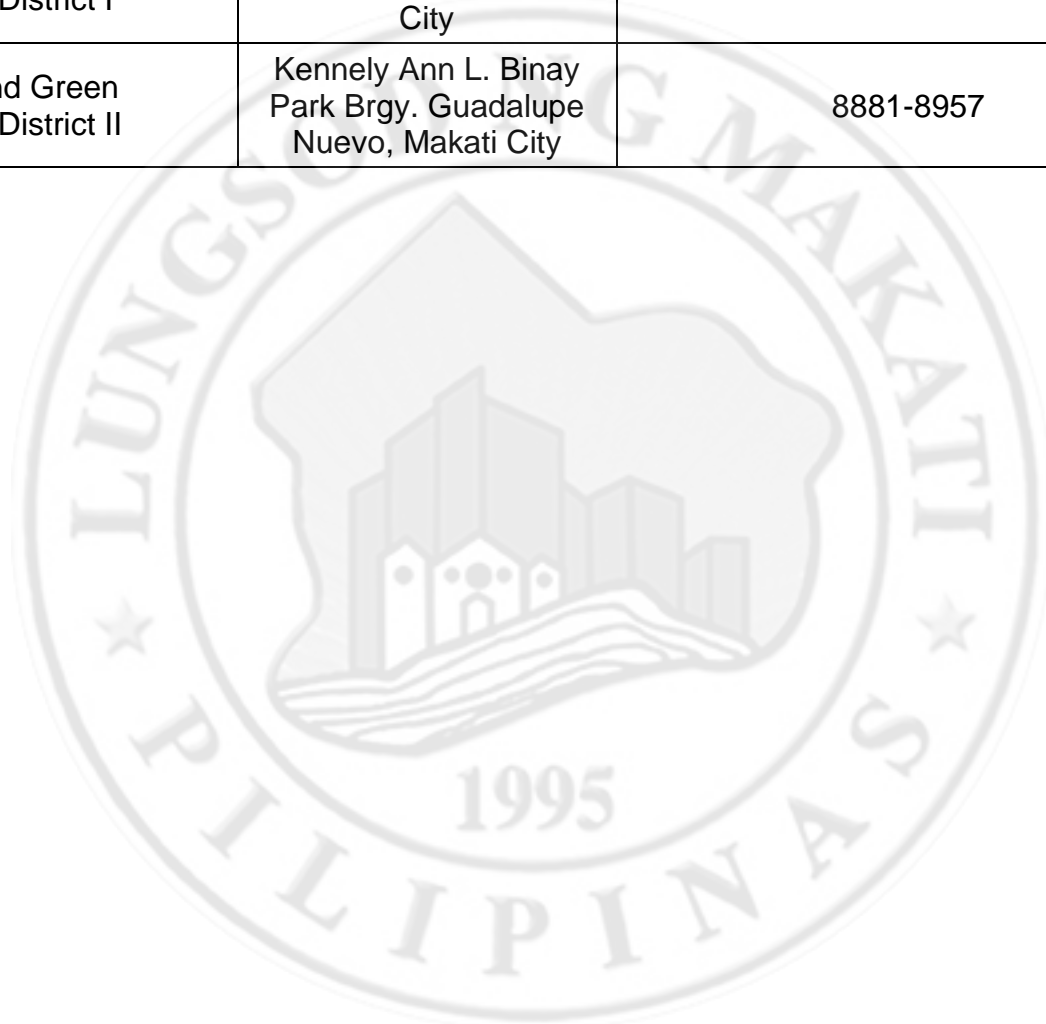 District I
City
nd Green
District II
Kennely Ann L. Binay
Park Brgy. Guadalupe
Nuevo, Makati City
8881-8957
LUNGSOD NG MAKATI
1995
PILIPINAS